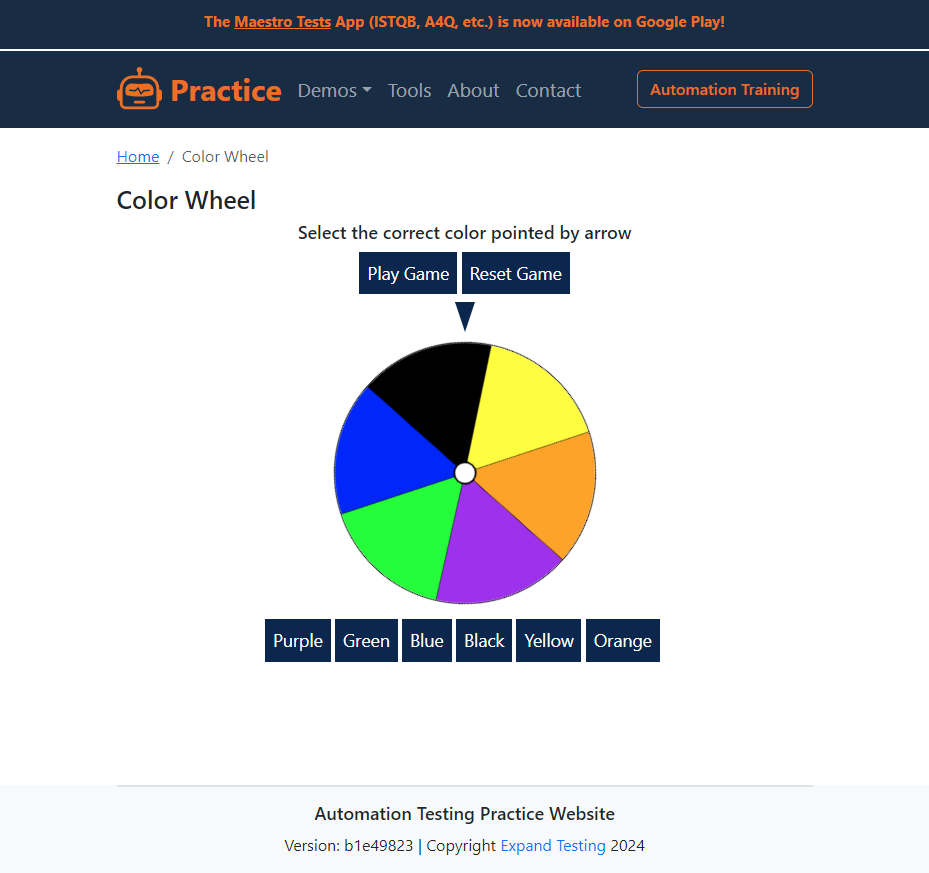 The Maestro Tests App (ISTQB, A4Q, etc.) is now available on Google Play!
Practice Demos Tools About Contact Automation Training
Home / Color Wheel
Color Wheel
Select the correct color pointed by arrow
Play Game Reset Game
Purple Green Blue Black Yellow Orange
Automation Testing Practice Website
Version: b1e49823 | Copyright Expand Testing 2024